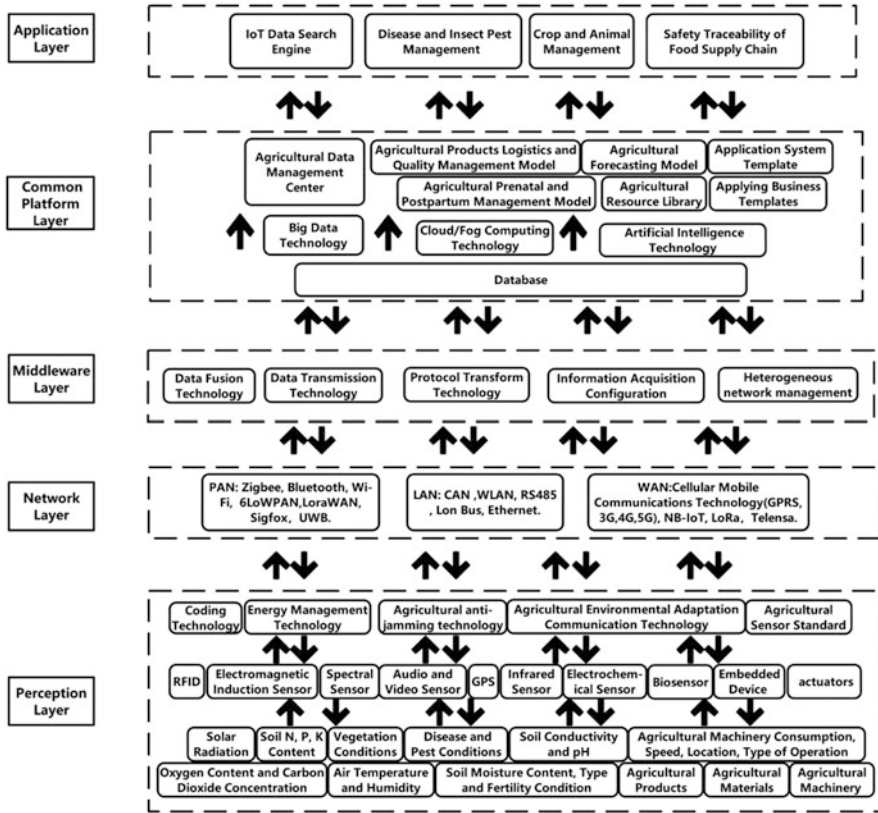 Application
Layer
IoT Data Search
Engine
Disease and Insect Pest
Management
Crop and Animal
Management
Safety Traceability of
Food Supply Chain
Common
Platform
Layer
Agricultural Data
Management
Center
Agricultural Products Logistics and
Quality Management Model
Agricultural
Forecasting Model
Application System
Template
Agricultural Prenatal and
Postpartum Management Model
Agricultural
Resource Library
Applying Business
Templates
Big Data
Technology
Cloud/Fog Computing
Technology
Artificial Intelligence
Technology
Database
Middleware
Layer
Data Fusion
Technology
Data Transmission
Technology
Protocol Transform
Technology
Information Acquisition
Configuration
Heterogeneous
network management
Network
Layer
PAN: Zigbee, Bluetooth, Wi-
Fi, 6LoWPAN,LoraWAN,
Sigfox, UWB.
LAN: CAN ,WLAN, RS485
, Lon Bus, Ethernet.
WAN:Cellular Mobile
Communications Technology(GPRS,
3G,4G,5G), NB-IoT, LoRa, Telensa.
Perception
Layer
Coding
Technology
Energy Management
Technology
Agricultural anti-
jamming technology
Agricultural Environmental Adaptation
Communication Technology
Agricultural
Sensor Standard
RFID
Electromagnetic
Induction Sensor
Spectral
Sensor
Audio and
Video Sensor
GPS
Infrared
Sensor
Electrochem-
ical Sensor
Biosensor
Embedded
Device
actuators
Solar
Radiation
Soil N, P, K
Content
Vegetation
Conditions
Disease and
Pest Conditions
Soil Conductivity
and pH
Agricultural Machinery Consumption,
Speed, Location, Type of Operation
Oxygen Content and Carbon
Dioxide Concentration
Air Temperature
and Humidity
Soil Moisture Content, Type
and Fertility Condition
Agricultural
Products
Agricultural
Materials
Agricultural
Machinery